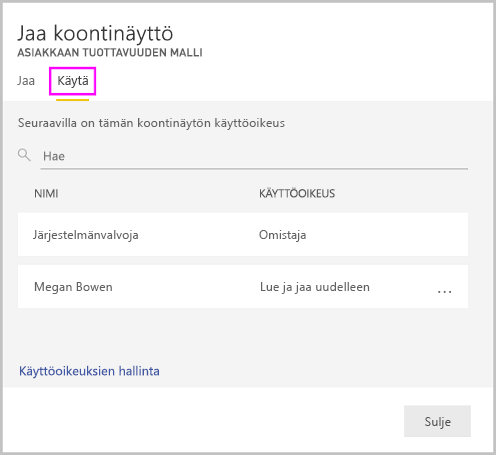 Jaa koontinäyttö
ASIAKKAAN TUOTTAVUUDEN MALLI
Jaa Käytä
Seuraavilla on tämän koontinäytön käyttöoikeus
Hae
NIMI KÄYTTÖOIKEUS
Järjestelmänvalvoja Omistaja
Megan Bowen Lue ja jaa uudelleen ...
Käyttöoikeuksien hallinta
Sulje